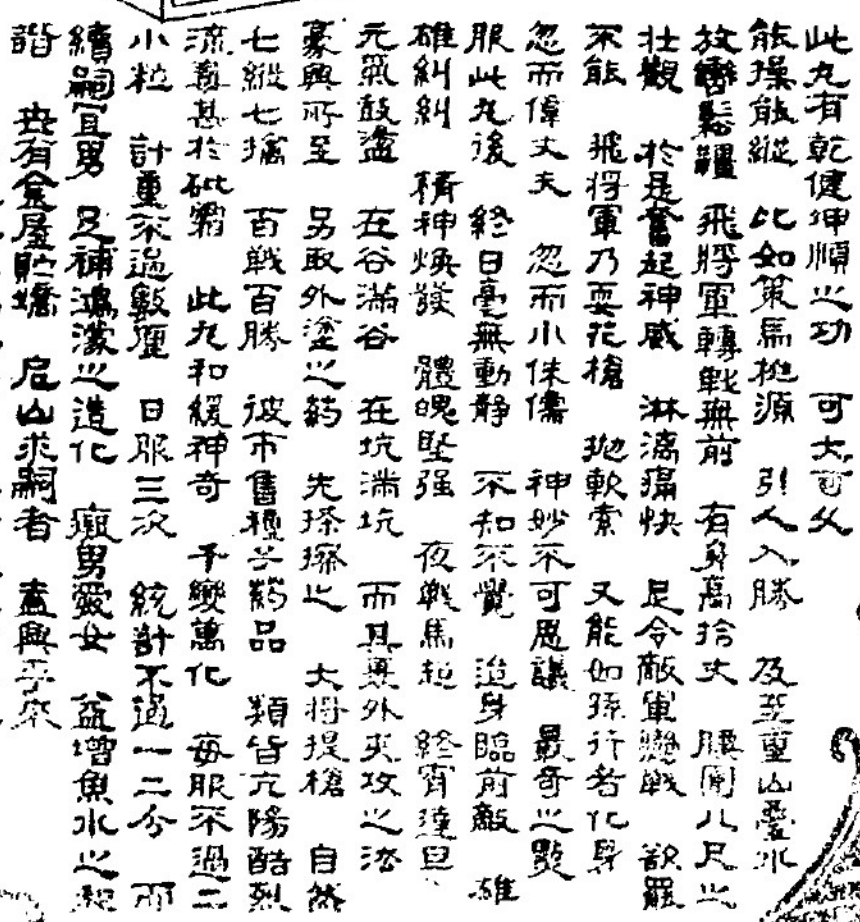 此丸有乾健坤順之功 可大可久
能操能縱 比如策馬桃源 引人入勝 及至重山疊水
放轡鬆韁 飛將軍轉戰無前 有身高拾丈 腰圍八尺之
壯觀 於是奮起神威 淋漓痛快 足令敵軍戀戰 欲罷
不能 飛將軍乃耍花槍 拋軟索 又能如孫行者化身
忽而偉丈夫 忽而小侏儒 神妙不可思議 最奇之點
服此丸後 終日毫無動静 不知不覺 迨身臨前敵 雄
雄糾糾 精神煥發 體魄堅强 夜戰馬超 終宵達旦
元氣鼓盪 在谷滿谷 在坑滿坑 而其裏外夾攻之法
豪興所至 另取外塗之葯 先搽擦之 大將提槍 自然
七縱七擒 百戰百勝 彼市售種子葯品 類皆亢陽酷烈
流毒甚於砒霜 此丸和緩神奇 千變萬化 每服不過二
小粒 計重不過數厘 日服三次 統計不過一二分 而
續嗣宜男 足補鴻濛之造化 痴男愛女 益增魚水之和
諧 世有金屋貯嬌 尼山求嗣者 盍興乎來